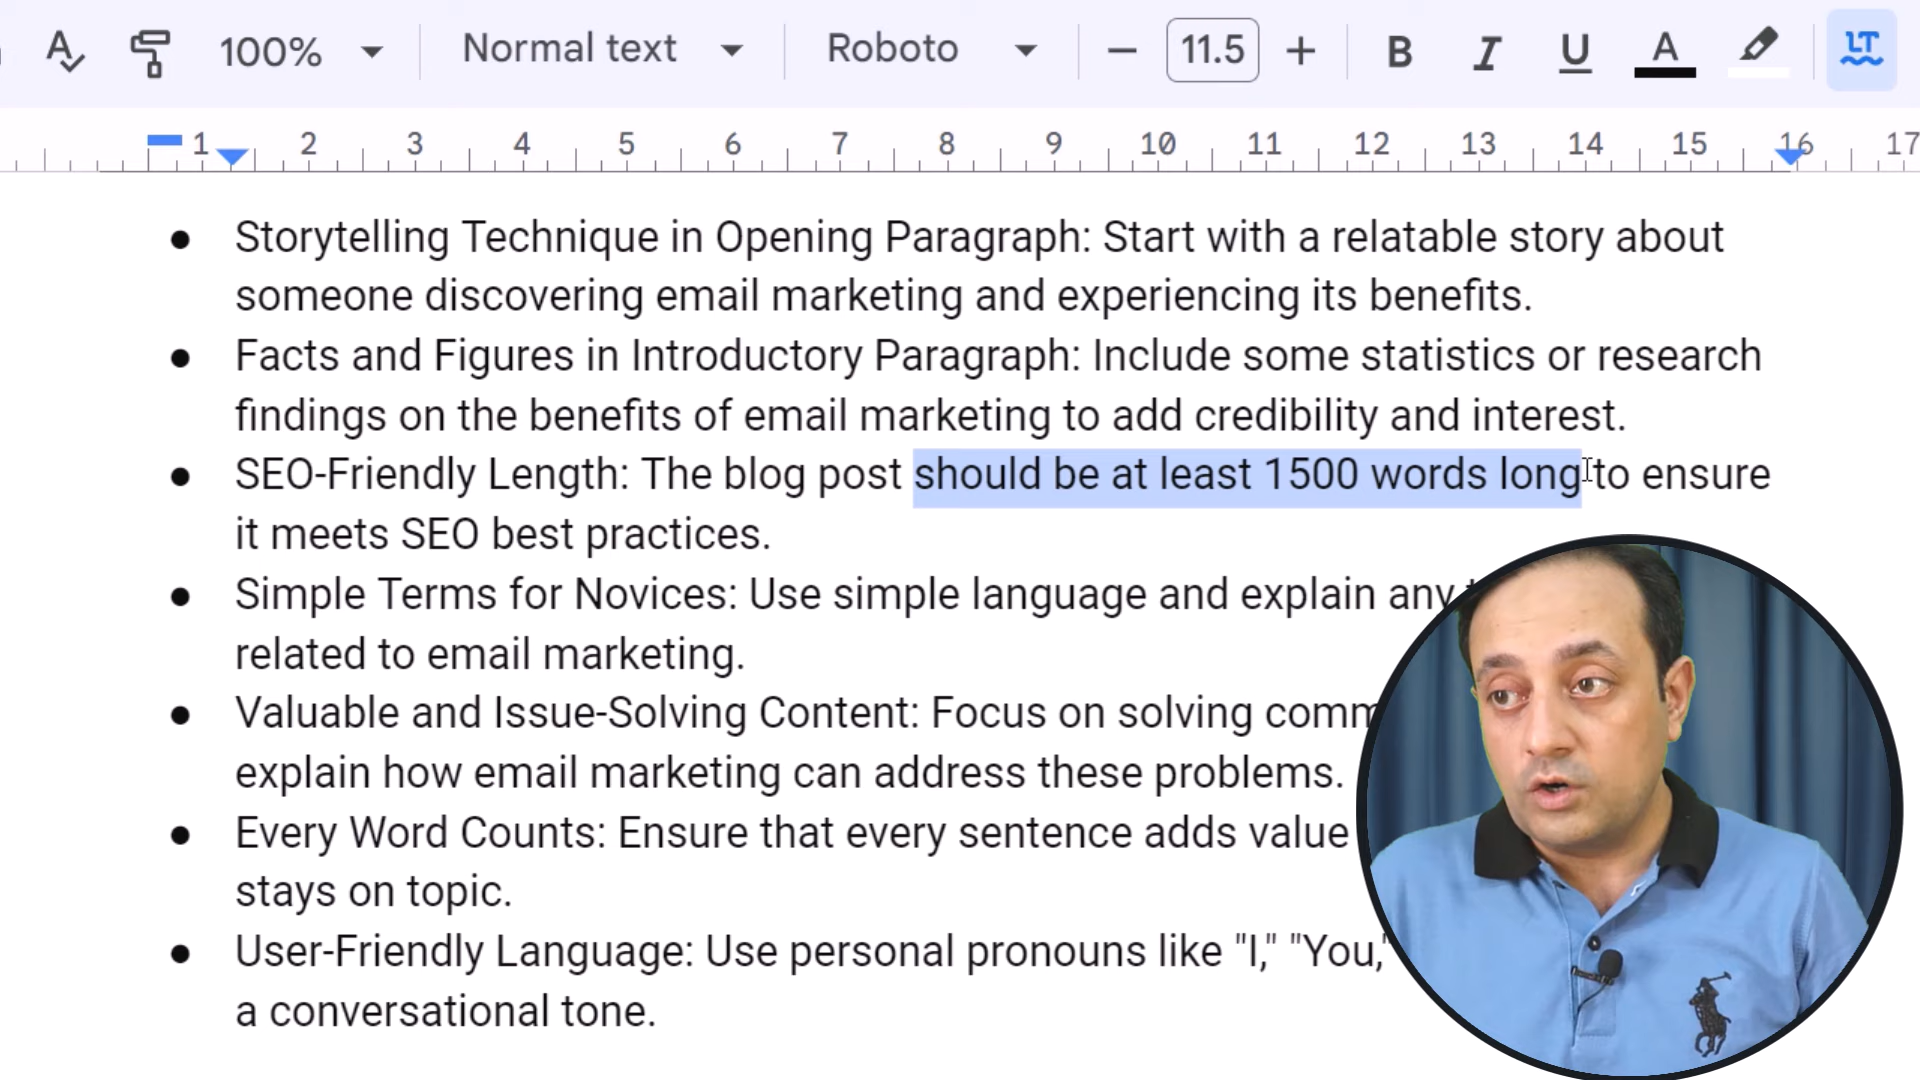 100% Normal text Roboto 11.5 B I U A LT
1 2 3 4 5 6 7 8 9 10 11 12 13 14 15 16 17
● Storytelling Technique in Opening Paragraph: Start with a relatable story about
someone discovering email marketing and experiencing its benefits.
● Facts and Figures in Introductory Paragraph: Include some statistics or research
findings on the benefits of email marketing to add credibility and interest.
● SEO-Friendly Length: The blog post should be at least 1500 words long to ensure
it meets SEO best practices.
● Simple Terms for Novices: Use simple language and explain any
related to email marketing.
● Valuable and Issue-Solving Content: Focus on solving
explain how email marketing can address these problems.
● Every Word Counts: Ensure that every sentence adds value
stays on topic.
● User-Friendly Language: Use personal pronouns like "I," "You,"
a conversational tone.